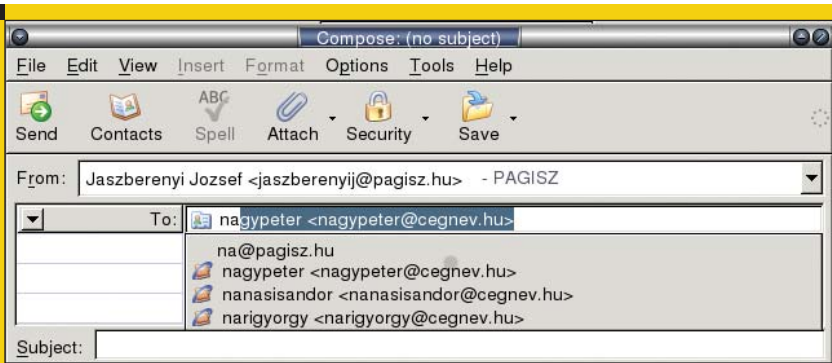 Compose: (no subject)
File Edit View Insert Format Options Tools Help
ABC
Send Contacts Spell Attach Security Save
From: Jaszberenyi Jozsef <jaszberenyij@pagisz.hu> - PAGISZ
To: nagypeter <nagypeter@cegnev.hu>
na@pagisz.hu
nagypeter <nagypeter@cegnev.hu>
nanasisandor <nanasisandor@cegnev.hu>
narigyorgy <narigyorgy@cegnev.hu>
Subject: